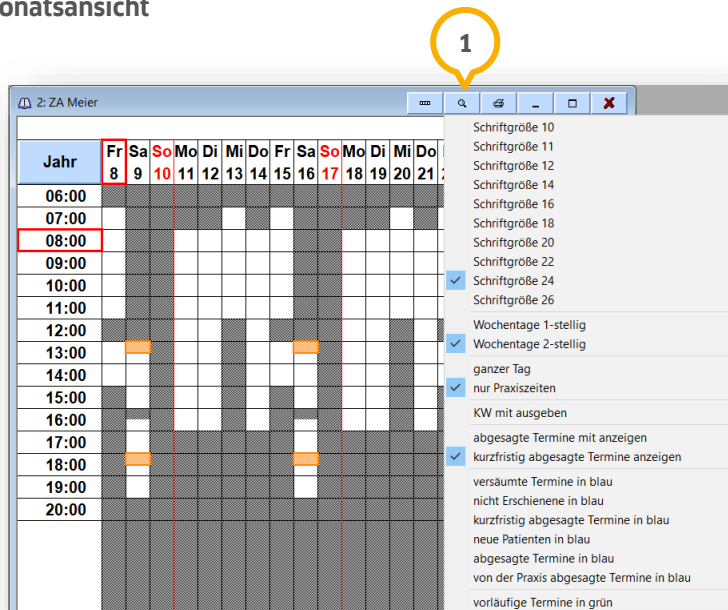 onatsansicht
1
2: ZA Meier
Jahr
Fr Sa So Mo Di Mi Do Fr Sa So Mo Di Mi Do
8 9 10 11 12 13 14 15 16 17 18 19 20 21
06:00
07:00
08:00
09:00
10:00
11:00
12:00
13:00
14:00
15:00
16:00
17:00
18:00
19:00
20:00
Schriftgröße 10
Schriftgröße 11
Schriftgröße 12
Schriftgröße 14
Schriftgröße 16
Schriftgröße 18
Schriftgröße 20
Schriftgröße 22
Schriftgröße 24
Schriftgröße 26
Wochentage 1-stellig
Wochentage 2-stellig
ganzer Tag
nur Praxiszeiten
KW mit ausgeben
abgesagte Termine mit anzeigen
kurzfristig abgesagte Termine anzeigen
versäumte Termine in blau
nicht Erschienene in blau
kurzfristig abgesagte Termine in blau
neue Patienten in blau
abgesagte Termine in blau
von der Praxis abgesagte Termine in blau
vorläufige Termine in grün